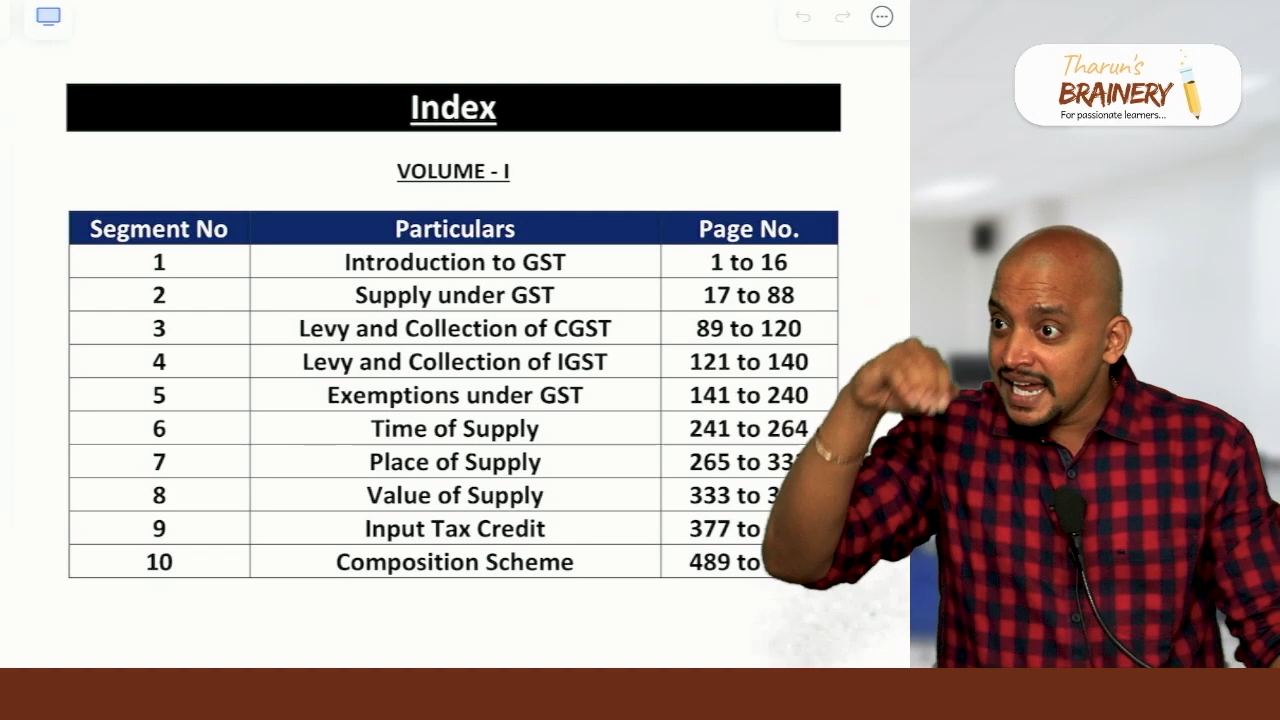 Tharun's
BRAINERY
For passionate learners...
Index
VOLUME - I
Segment No Particulars Page No.
1 Introduction to GST 1 to 16
2 Supply under GST 17 to 88
3 Levy and Collection of CGST 89 to 120
4 Levy and Collection of IGST 121 to 140
5 Exemptions under GST 141 to 240
6 Time of Supply 241 to 264
7 Place of Supply 265 to
8 Value of Supply 333 to
9 Input Tax Credit 377 to
10 Composition Scheme 489 to